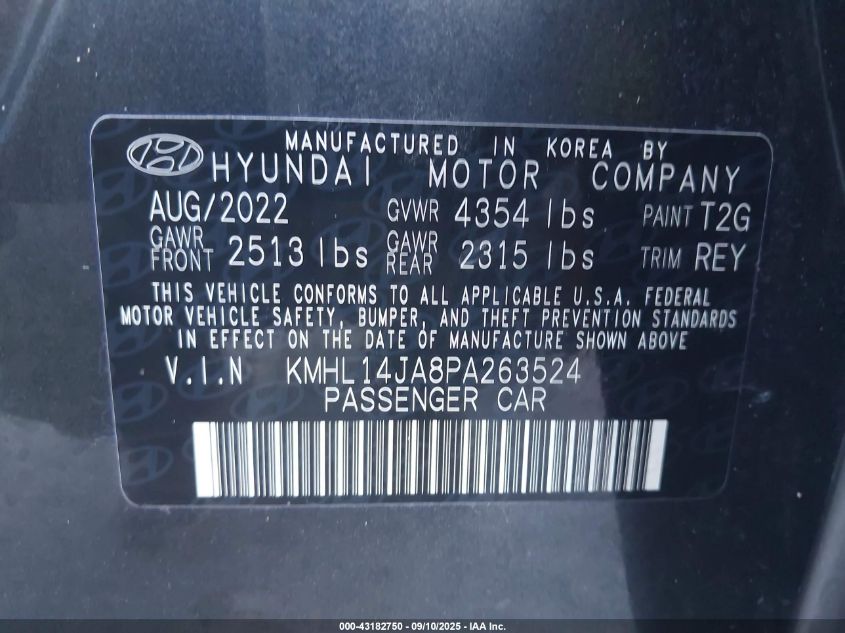 MANUFACTURED IN KOREA BY
HYUNDAI MOTOR COMPANY
AUG/2022 GVWR 4354 lbs PAINT T2G
GAWR FRONT 2513 lbs GAWR REAR 2315 lbs TRIM REY
THIS VEHICLE CONFORMS TO ALL APPLICABLE U.S.A. FEDERAL
MOTOR VEHICLE SAFETY, BUMPER, AND THEFT PREVENTION STANDARDS
IN EFFECT ON THE DATE OF MANUFACTURE SHOWN ABOVE
V.I.N KMHL14JA8PA263524
PASSENGER CAR
000-43182750 - 09/10/2025 - IAA Inc.